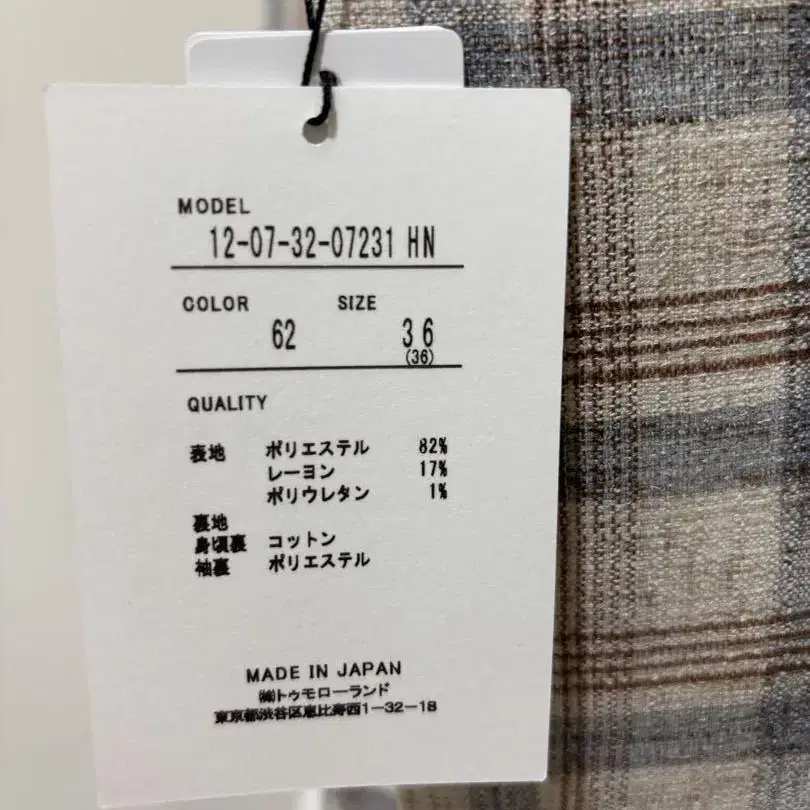 MODEL
12-07-32-07231 HN
COLOR SIZE
62 36
(36)
QUALITY
表地 ポリエステル 82%
レーヨン 17%
ポリウレタン 1%
裏地
身頃裏 コットン
袖裏 ポリエステル
MADE IN JAPAN
㈱トゥモローランド
東京都渋谷区恵比寿西1-32-18